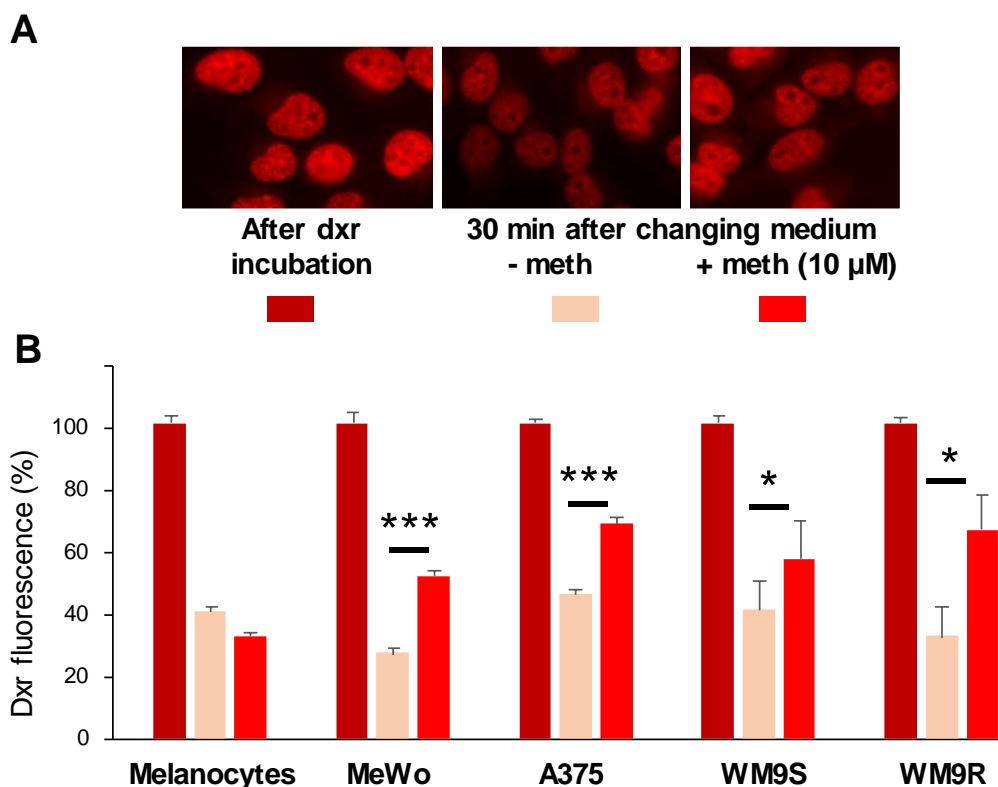 A
After dxr
incubation
30 min after changing medium
- meth
+ meth (10 µM)
B
Dxr fluorescence (%)
100
80
60
40
20
0
***
***
*
*
Melanocytes
MeWo
A375
WM9S
WM9R